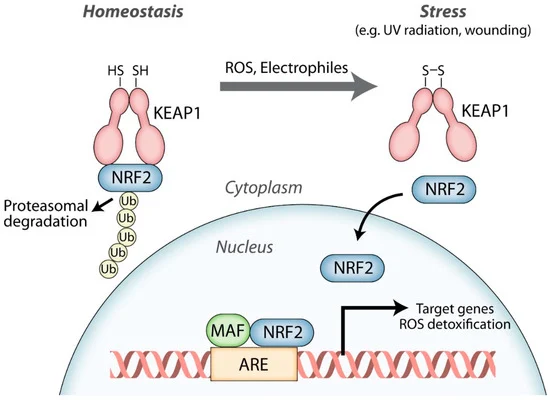 Homeostasis
Stress
(e.g. UV radiation, wounding)
HS SH
ROS, Electrophiles
S–S
KEAP1
KEAP1
NRF2
NRF2
Proteasomal
degradation
Ub
Ub
Ub
Ub
Ub
Cytoplasm
Nucleus
NRF2
Target genes
ROS detoxification
MAF
NRF2
ARE